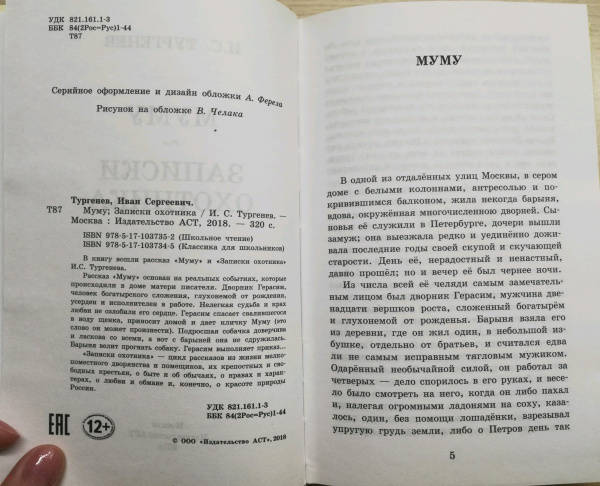 УДК 821.161.1-3
ББК 84(2Рос=Рус)1-44
Т87
Серийное оформление и дизайн обложки А. Фереза
Рисунок на обложке В. Челака
Тургенев, Иван Сергеевич.
Т87 Муму; Записки охотника / И. С. Тургенев. —
Москва : Издательство АСТ, 2018. — 320 с.
ISBN 978-5-17-103735-2 (Школьное чтение)
ISBN 978-5-17-103734-5 (Классика для школьников)
В книгу вошли рассказ «Муму» и «Записки охотника»
И.С. Тургенева.
Рассказ «Муму» основан на реальных событиях, которые
происходили в доме матери писателя. Дворник Герасим,
человек богатырского сложения, глухонемой от рождения,
усерден и исполнителен в работе. Нелегкая судьба и крах
любви не озлобили его сердце. Герасим спасает свалившегося
в воду щенка, приносит домой и дает кличку Муму (это
слово он может произнести). Подросшая собачка доверчива
и ласкова со всеми, а вот с барыней она не сдружилась.
Барыня велит прогнать собаку. Герасим выполняет приказ...
«Записки охотника» — цикл рассказов из жизни мелко-
поместного дворянства и помещиков, их крепостных и сво-
бодных крестьян, о быте и об обычаях, о нравах и харак-
терах, о любви и обмане и, конечно, о красоте природы
России.
УДК 821.161.1-3
ББК 84(2Рос=Рус)1-44
EAC 12+
© ООО «Издательство АСТ», 2018
МУМУ
В одной из отдалённых улиц Москвы, в сером
доме с белыми колоннами, антресолью и по-
кривившимся балконом, жила некогда барыня,
вдова, окружённая многочисленною дворней.
Сыновья её служили в Петербурге, дочери вышли
замуж; она выезжала редко и уединённо доживала
последние годы своей скупой и скучающей
старости. День её, нерадостный и ненастный,
давно прошёл; но и вечер её был чернее ночи.
Из числа всей её челяди самым замечатель-
ным лицом был дворник Герасим, мужчина две-
надцати вершков роста, сложенный богатырём
и глухонемой от рожденья. Барыня взяла его
из деревни, где он жил один, в небольшой из-
бушке, отдельно от братьев, и считался едва
ли не самым исправным тягловым мужиком.
Одарённый необычайной силой, он работал за
четверых — дело спорилось в его руках, и весе-
ло было смотреть на него, когда он либо пахал
и, налегая огромными ладонями на соху, каза-
лось, один, без помощи лошадёнки, взрезывал
упругую грудь земли, либо о Петров день так
5